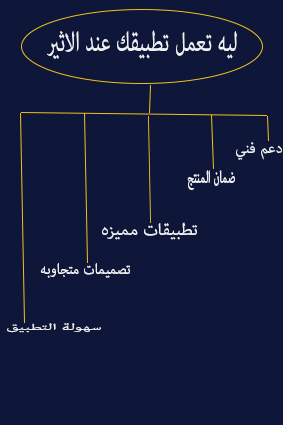 ليه تعمل تطبيقك عند الاثير
دعم فني
ضمان المنتج
تطبيقات مميزه
تصميمات متجاوبه
سهولة التطبيق